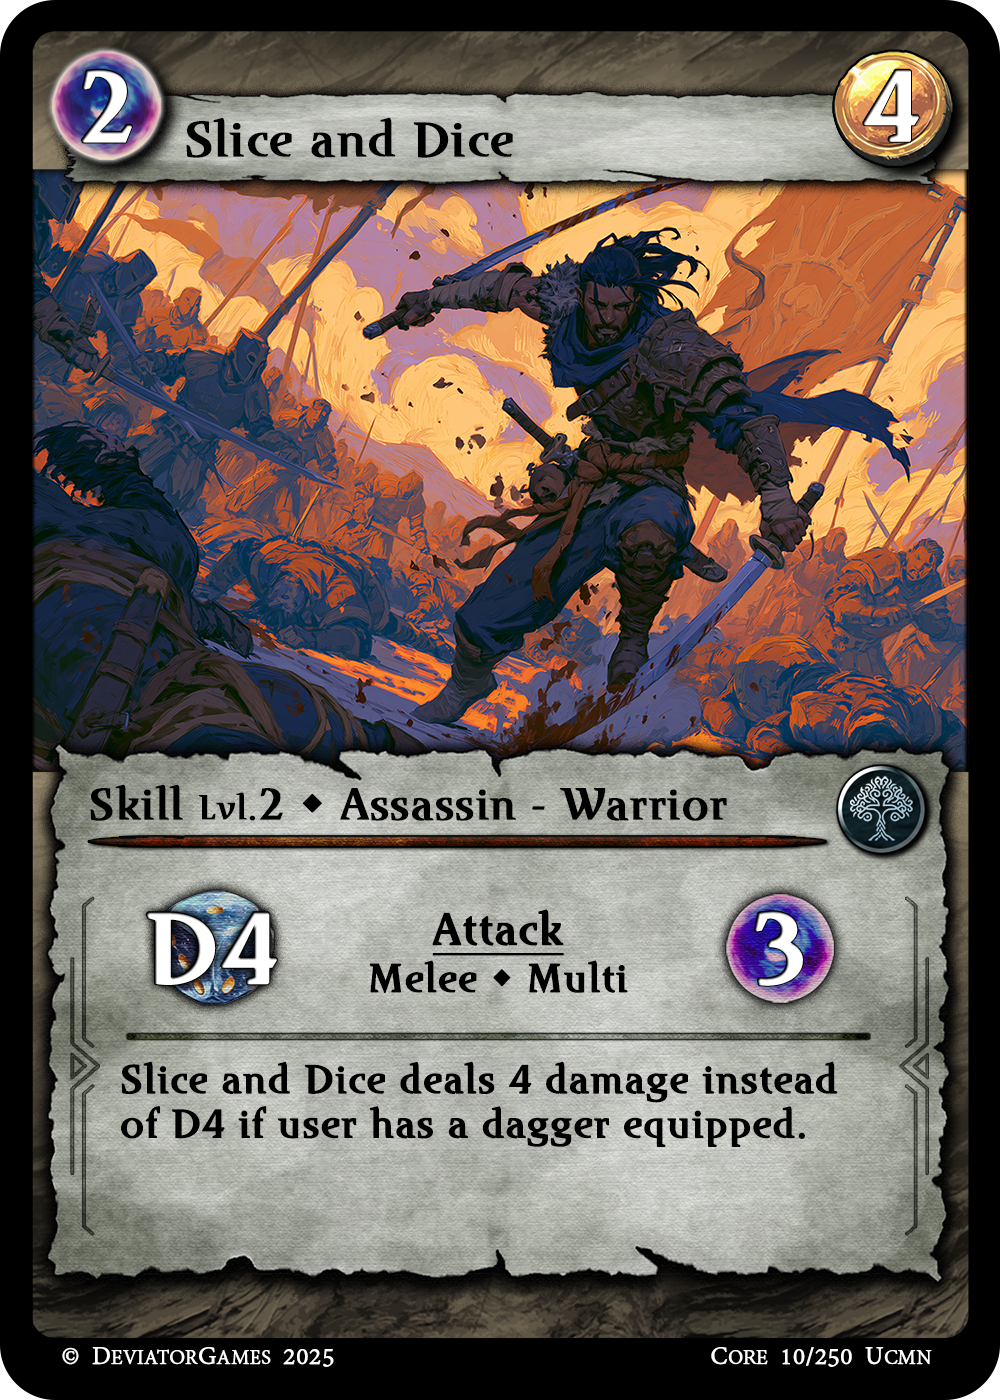 2
Slice and Dice
4
Skill Lvl.2 ◆ Assassin - Warrior
D4
Attack
3
Melee ◆ Multi
Slice and Dice deals 4 damage instead
of D4 if user has a dagger equipped.
© DeviatorGames 2025
Core 10/250 Ucmn